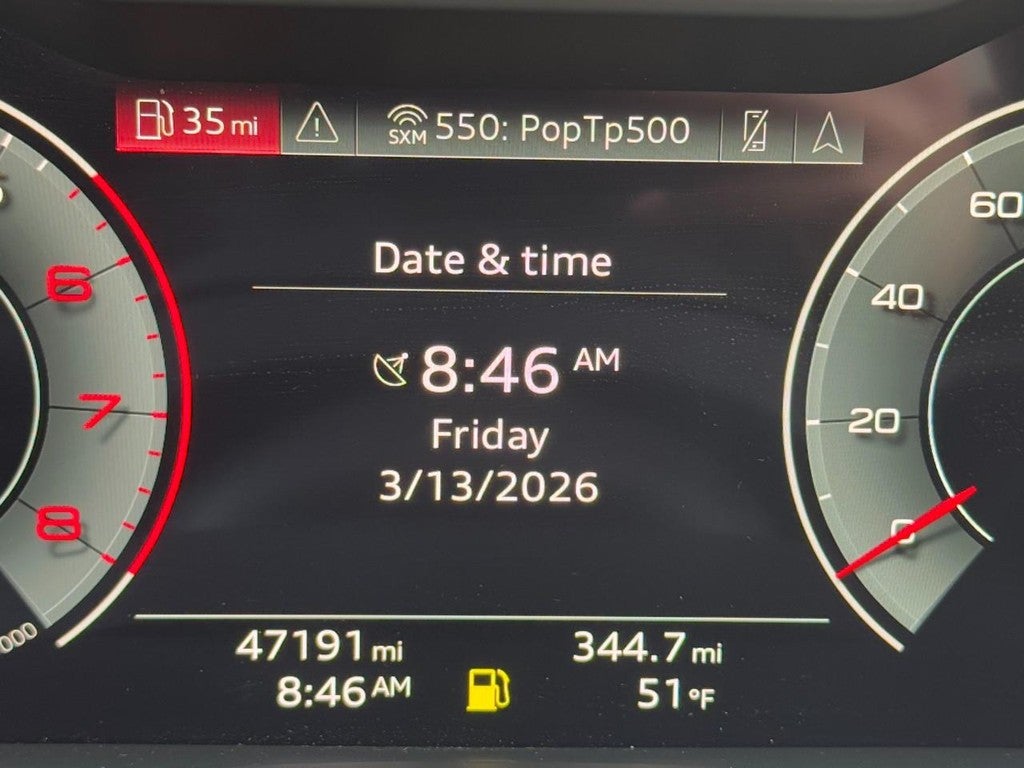 35 mi
SXM 550: PopTp500
Date & time
8:46 AM
Friday
3/13/2026
6
7
8
000
60
40
20
0
47191 mi
344.7 mi
8:46 AM
51 °F